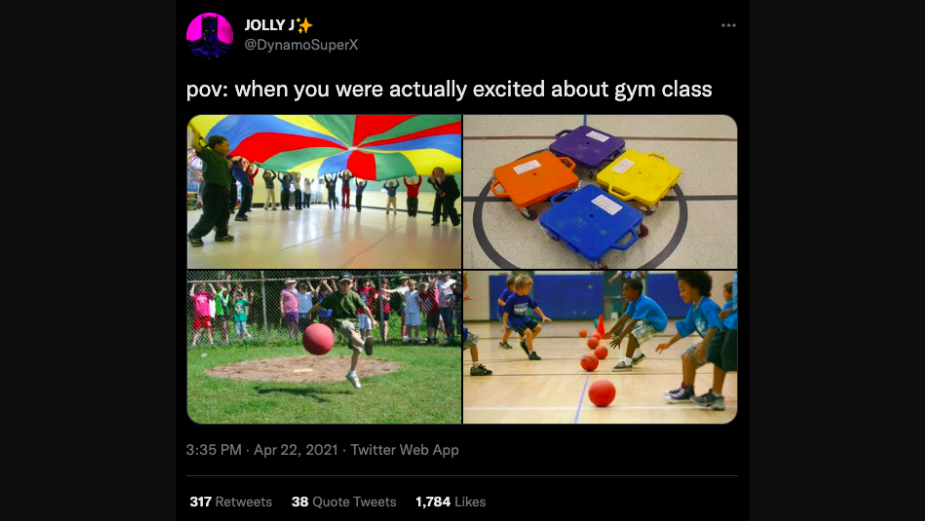 JOLLY J✨
@DynamoSuperX
pov: when you were actually excited about gym class
3:35 PM · Apr 22, 2021 · Twitter Web App
317 Retweets 38 Quote Tweets 1,784 Likes